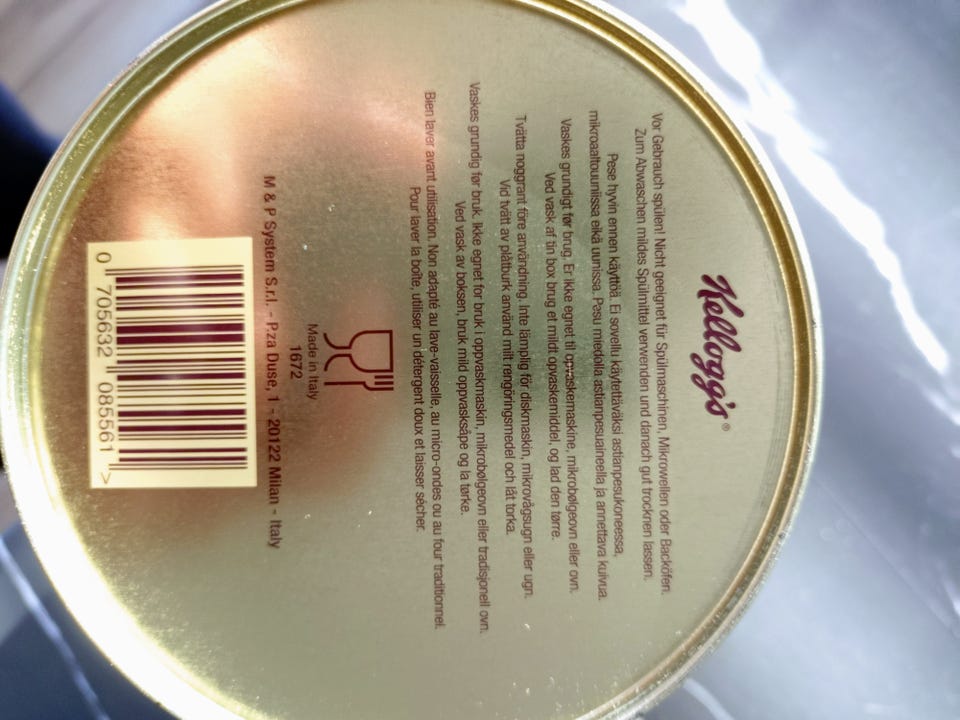 Kellogg's®
Vor Gebrauch spülen! Nicht geeignet für Spülmaschinen, Mikrowellen oder Backöfen.
Zum Abwaschen mildes Spülmittel verwenden und danach gut trocknen lassen.
Pese hyvin ennen käyttöä. Ei sovellu käytettäväksi astianpesukoneessa,
mikroaaltouunissa eikä uunissa. Pesu miedolla astianpesuaineella ja annettava kuivua.
Vaskes grundigt før brug. Er ikke egnet til opvaskemaskine, mikrobølgeovn eller ovn.
Ved vask af tin box brug et mildt opvaskemiddel, og lad den tørre.
Tvätta noggrant före användning. Inte lämplig för diskmaskin, mikrovågsugn eller ugn.
Vid tvätt av plåtburk använd milt rengöringsmedel och låt torka.
Vaskes grundig før bruk. Ikke egnet for bruk i oppvaskmaskin, mikrobølgeovn eller tradisjonell ovn.
Ved vask av boksen, bruk mild oppvasksåpe og la tørke.
Bien laver avant utilisation. Non adapté au lave-vaisselle, au micro-ondes ou au four traditionnel.
Pour laver la boîte, utiliser un détergent doux et laisser sécher.
Made in Italy
1672
M & P System S.r.l. - P.za Duse, 1 - 20122 Milan - Italy
0 705632 085561 >